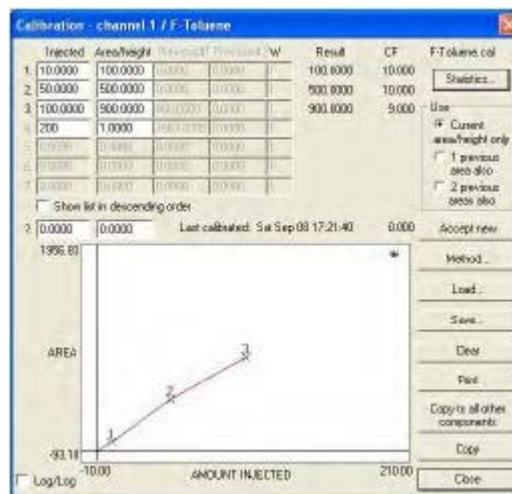 Calibration - channel 1 / F-Toluene
Injected Area/height W Result CF F-Toluene.cal
1. 10.0000 100.0000 100.0000 10.000
2. 50.0000 500.0000 500.0000 10.000
3. 100.0000 900.0000 900.0000 9.000
200 1.0000
Statistics...
Use
Current area/height only
1 previous area also
2 previous areas also
Show list in descending order
2. 0.0000 0.0000 Last calibrated: Sat Sep 08 17:21:40 0.000
Accept new
Method...
Load...
Save...
Clear
Print
Copy to all other components
Copy
Close
AREA
1
2
3
-93.18
-10.00 AMOUNT INJECTED 210.00
Log/Log